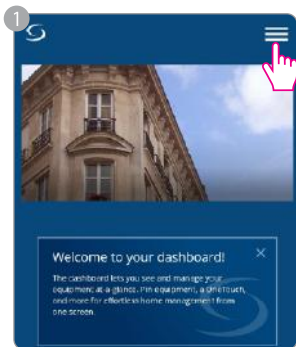 1
Welcome to your dashboard!
The dashboard lets you see and manage your
equipment at a glance. Pin equipment, a OneTouch,
and more for effortless home management from
one screen.